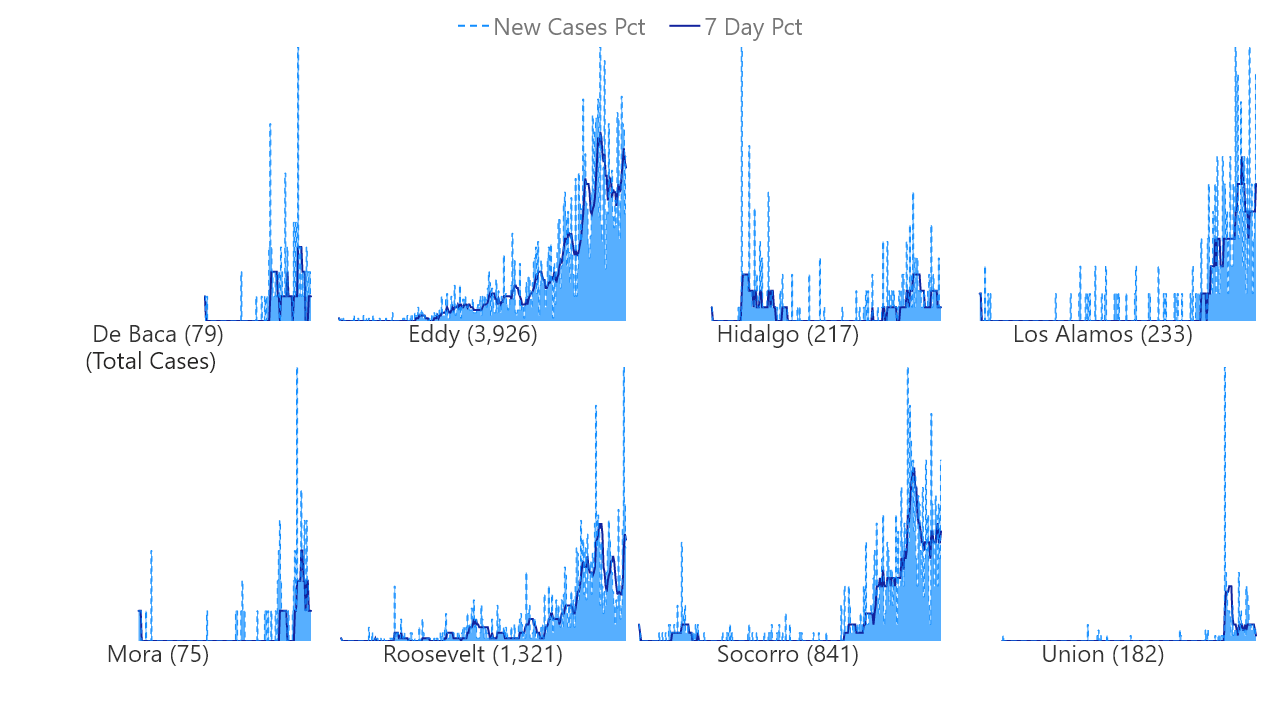 New Cases Pct 7 Day Pct
De Baca (79) Eddy (3,926) Hidalgo (217) Los Alamos (233)
(Total Cases)
Mora (75) Roosevelt (1,321) Socorro (841) Union (182)